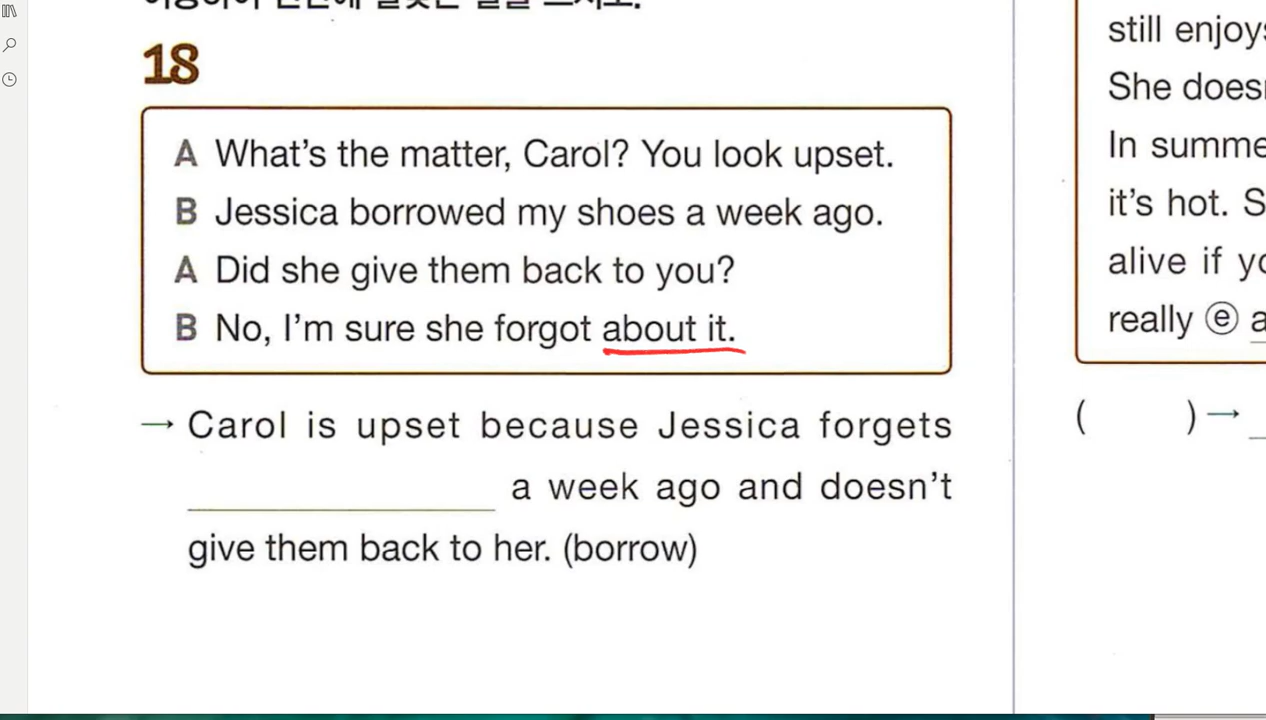 18
A What's the matter, Carol? You look upset.
B Jessica borrowed my shoes a week ago.
A Did she give them back to you?
B No, I'm sure she forgot about it.
→ Carol is upset because Jessica forgets
a week ago and doesn't
give them back to her. (borrow)
still enjoys
She does
In summe
it's hot. S
alive if yo
really ⓔ a
( ) →